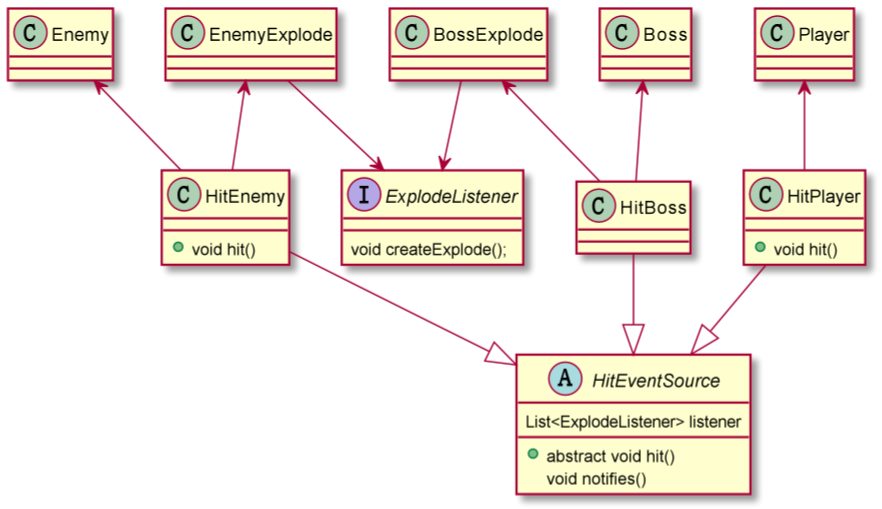 C Enemy
C EnemyExplode
C BossExplode
C Boss
C Player
C HitEnemy
void hit()
I ExplodeListener
void createExplode();
C HitBoss
C HitPlayer
void hit()
A HitEventSource
List<ExplodeListener> listener
abstract void hit()
void notifies()